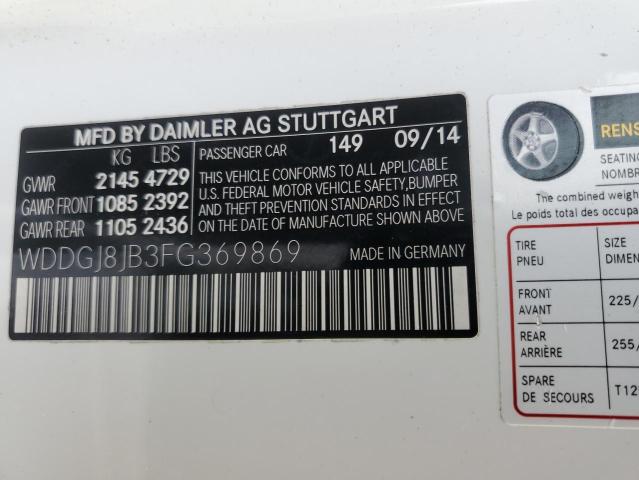 MFD BY DAIMLER AG STUTTGART
KG LBS
PASSENGER CAR 149 09/14
GVWR 2145 4729
GAWR FRONT 1085 2392
GAWR REAR 1105 2436
THIS VEHICLE CONFORMS TO ALL APPLICABLE
U.S. FEDERAL MOTOR VEHICLE SAFETY, BUMPER
AND THEFT PREVENTION STANDARDS IN EFFECT
ON THE DATE OF MANUFACTURE SHOWN ABOVE
WDDGJ8JB3FG369869 MADE IN GERMANY
RENS
SEATING
NOMBR
The combined weigh
Le poids total des occup
TIRE SIZE
PNEU DIMEN
FRONT 225/
AVANT
REAR 255/
ARRIÈRE
SPARE T12
DE SECOURS